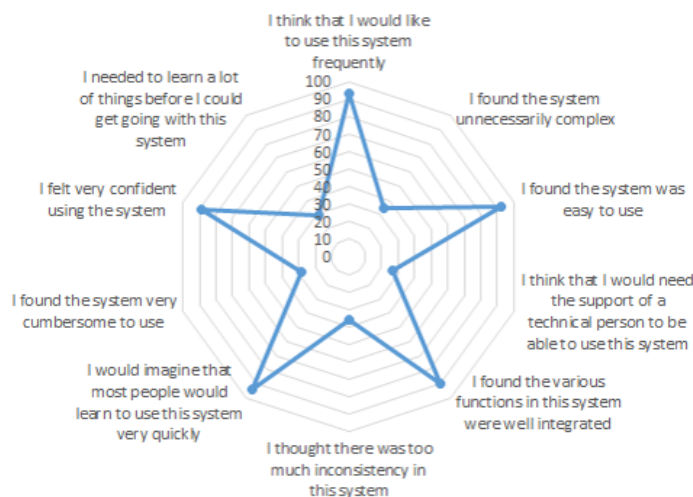 I think that I would like
to use this system
frequently
I needed to learn a lot
of things before I could
get going with this
system
I found the system
unnecessarily complex
I felt very confident
using the system
I found the system was
easy to use
I found the system very
cumbersome to use
I think that I would need
the support of a
technical person to be
able to use this system
I would imagine that
most people would
learn to use this system
very quickly
I found the various
functions in this system
were well integrated
I thought there was too
much inconsistency in
this system
100
90
80
70
60
50
40
30
20
10
0